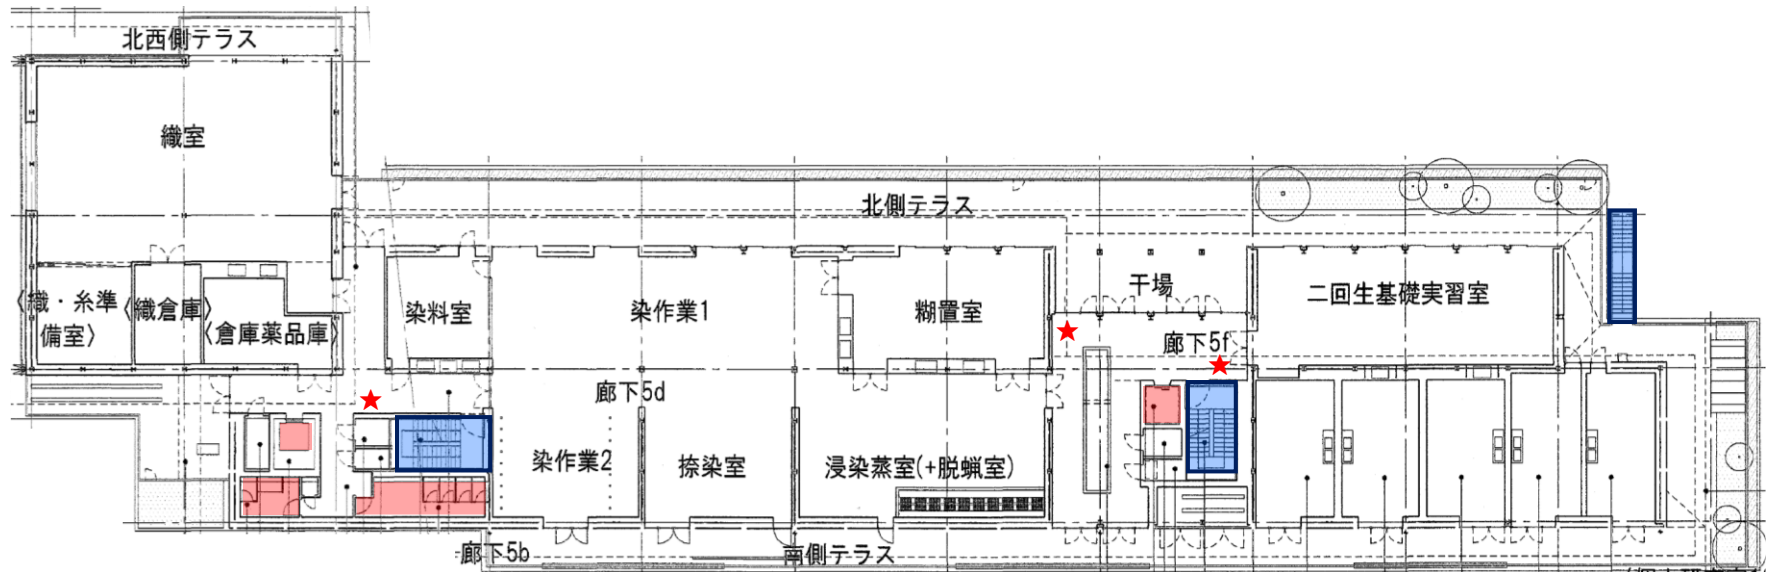 北西側テラス
織室
北側テラス
干場
〈織・糸準
備室〉
〈織倉庫〉
〈倉庫薬品庫〉
染料室
染作業1
糊置室
二回生基礎実習室
廊下5f
廊下5d
染作業2
捺染室
浸染蒸室(+脱蝋室)
廊下5b
南側テラス